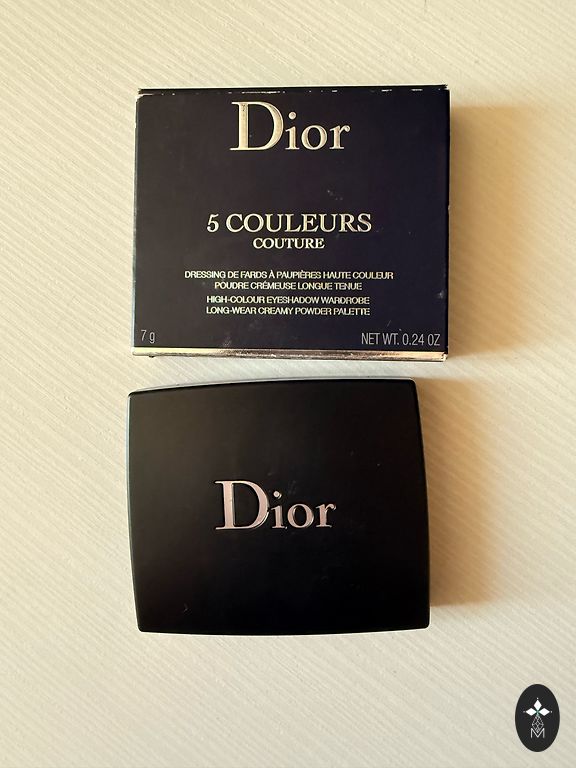 Dior
5 COULEURS
COUTURE
DRESSING DE FARDS À PAUPIÈRES HAUTE COULEUR
POUDRE CRÉMEUSE LONGUE TENUE
HIGH-COLOUR EYESHADOW WARDROBE
LONG-WEAR CREAMY POWDER PALETTE
7 g NET WT. 0.24 OZ
Dior
M